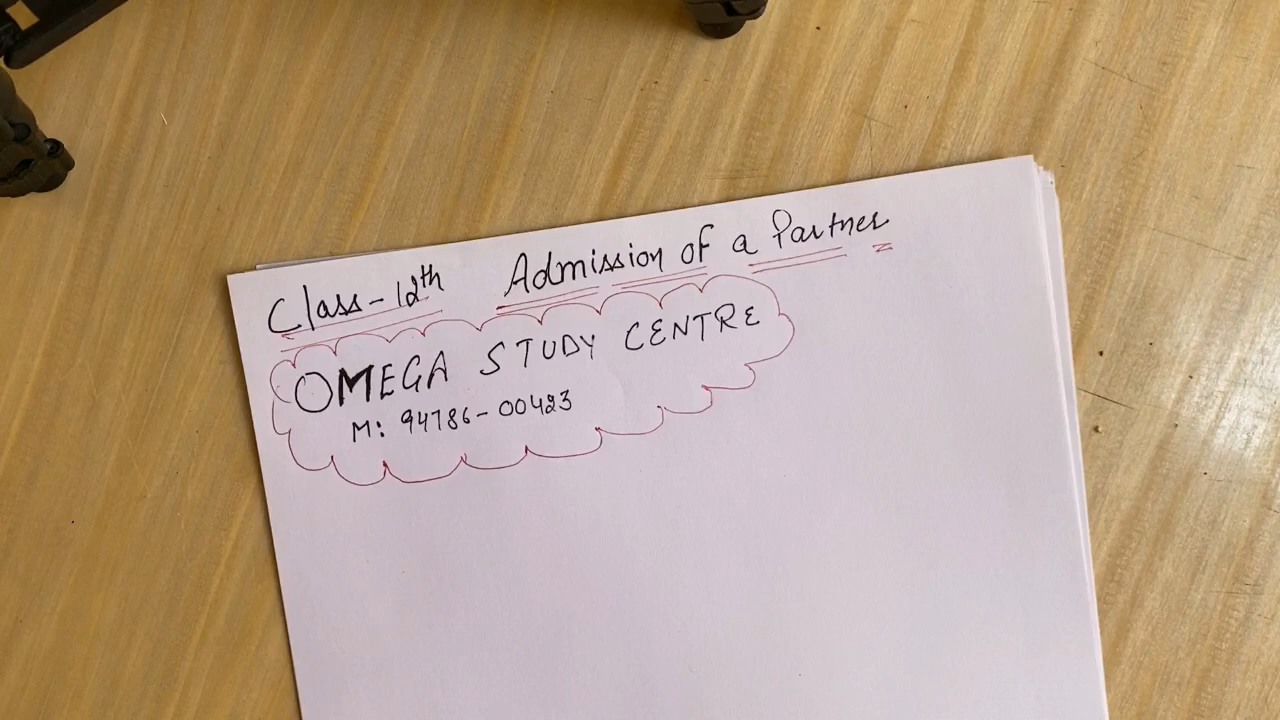 Class-12th Admission of a Partner
OMEGA STUDY CENTRE
M: 94786-00423